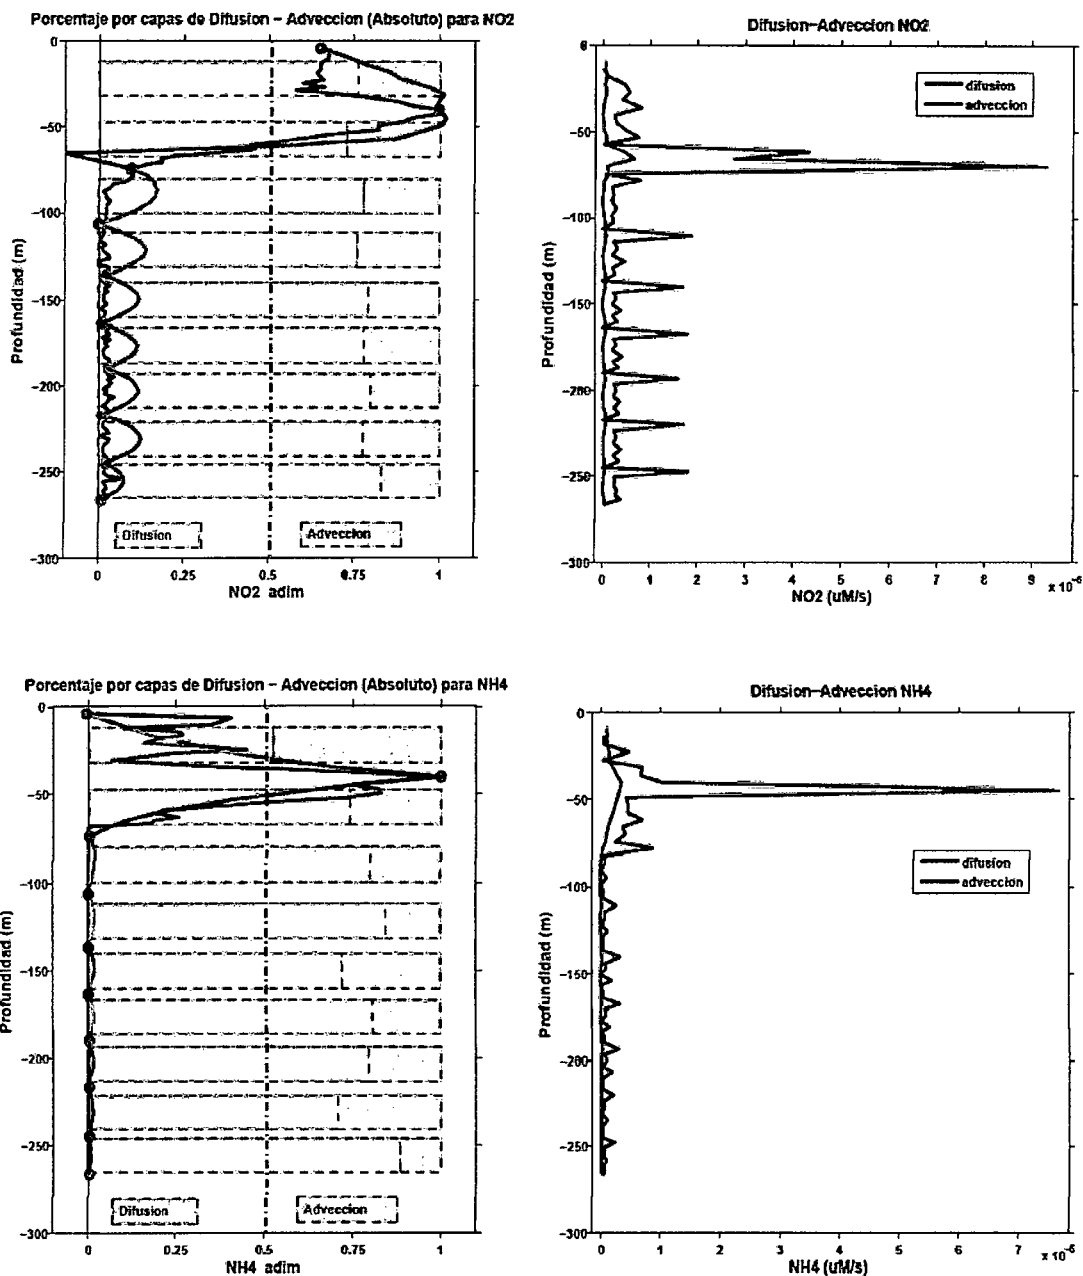 Porcentaje por capas de Difusion – Adveccion (Absoluto) para NO2
0
−50
−100
−150
−200
−250
−300
Profundidad (m)
Difusion
Adveccion
0
0.25
0.5
0.75
1
NO2 adim
Difusion–Adveccion NO2
0
−50
−100
−150
−200
−250
−300
Profundidad (m)
difusion
adveccion
0
1
2
3
4
5
6
7
8
9
NO2 (uM/s)
Porcentaje por capas de Difusion – Adveccion (Absoluto) para NH4
0
−50
−100
−150
−200
−250
−300
Profundidad (m)
Difusion
Adveccion
0
0.25
0.5
0.75
1
NH4 adim
Difusion–Adveccion NH4
0
−50
−100
−150
−200
−250
−300
Profundidad (m)
difusion
adveccion
0
1
2
3
4
5
6
7
NH4 (uM/s)